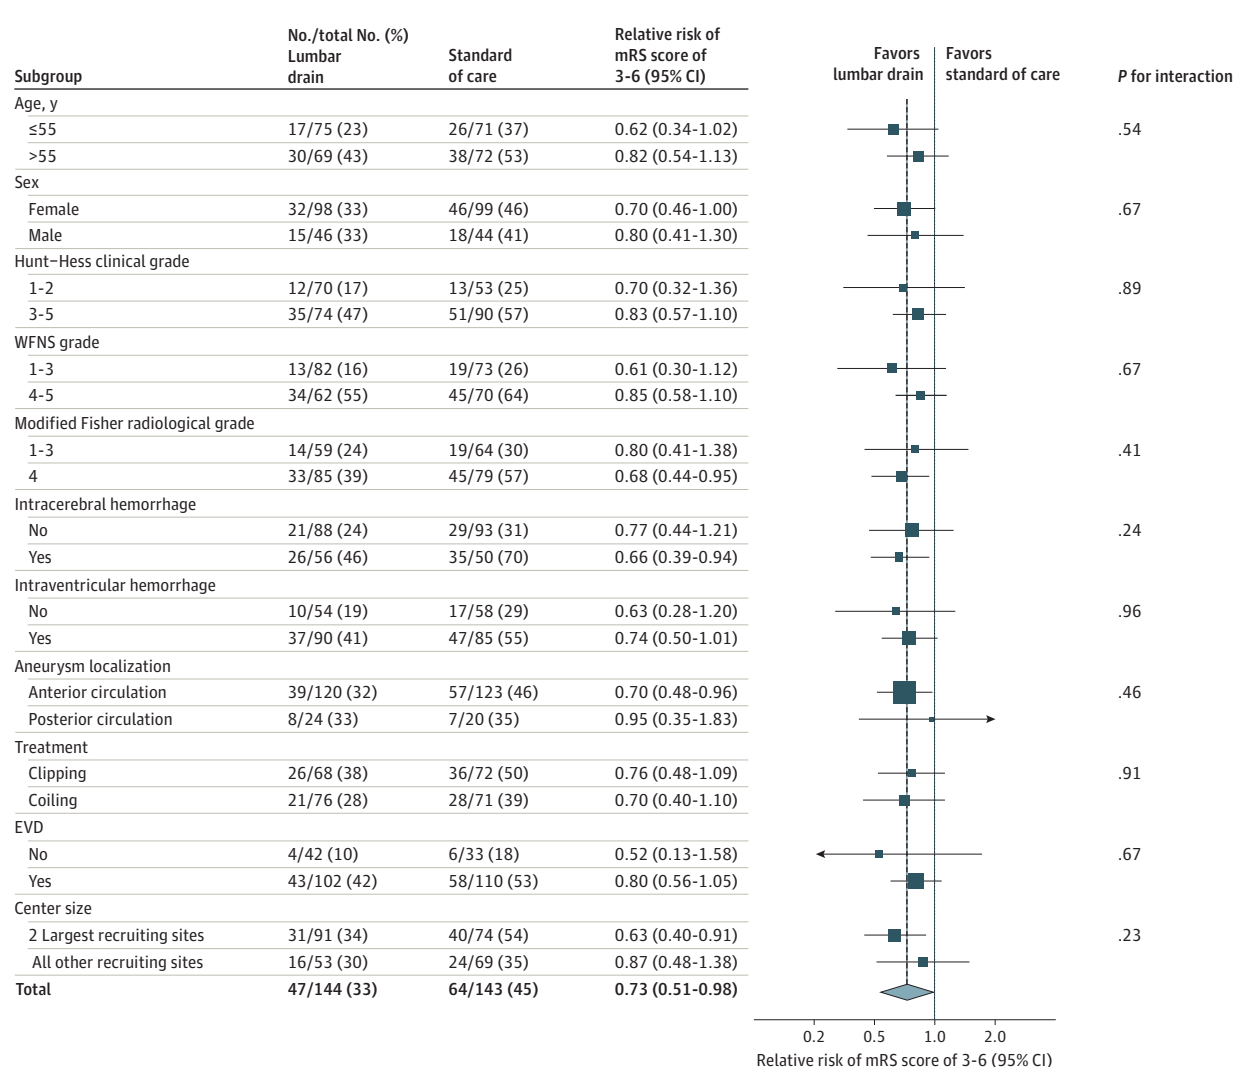 No./total No. (%)
Relative risk of
Lumbar Standard mRS score of Favors Favors
Subgroup drain of care 3-6 (95% CI) lumbar drain standard of care P for interaction
Age, y
≤55 17/75 (23) 26/71 (37) 0.62 (0.34-1.02) .54
>55 30/69 (43) 38/72 (53) 0.82 (0.54-1.13)
Sex
Female 32/98 (33) 46/99 (46) 0.70 (0.46-1.00) .67
Male 15/46 (33) 18/44 (41) 0.80 (0.41-1.30)
Hunt-Hess clinical grade
1-2 12/70 (17) 13/53 (25) 0.70 (0.32-1.36) .89
3-5 35/74 (47) 51/90 (57) 0.83 (0.57-1.10)
WFNS grade
1-3 13/82 (16) 19/73 (26) 0.61 (0.30-1.12) .67
4-5 34/62 (55) 45/70 (64) 0.85 (0.58-1.10)
Modified Fisher radiological grade
1-3 14/59 (24) 19/64 (30) 0.80 (0.41-1.38) .41
4 33/85 (39) 45/79 (57) 0.68 (0.44-0.95)
Intracerebral hemorrhage
No 21/88 (24) 29/93 (31) 0.77 (0.44-1.21) .24
Yes 26/56 (46) 35/50 (70) 0.66 (0.39-0.94)
Intraventricular hemorrhage
No 10/54 (19) 17/58 (29) 0.63 (0.28-1.20) .96
Yes 37/90 (41) 47/85 (55) 0.74 (0.50-1.01)
Aneurysm localization
Anterior circulation 39/120 (32) 57/123 (46) 0.70 (0.48-0.96) .46
Posterior circulation 8/24 (33) 7/20 (35) 0.95 (0.35-1.83)
Treatment
Clipping 26/68 (38) 36/72 (50) 0.76 (0.48-1.09) .91
Coiling 21/76 (28) 28/71 (39) 0.70 (0.40-1.10)
EVD
No 4/42 (10) 6/33 (18) 0.52 (0.13-1.58) .67
Yes 43/102 (42) 58/110 (53) 0.80 (0.56-1.05)
Center size
2 Largest recruiting sites 31/91 (34) 40/74 (54) 0.63 (0.40-0.91) .23
All other recruiting sites 16/53 (30) 24/69 (35) 0.87 (0.48-1.38)
Total 47/144 (33) 64/143 (45) 0.73 (0.51-0.98)
0.2 0.5 1.0 2.0
Relative risk of mRS score of 3-6 (95% CI)